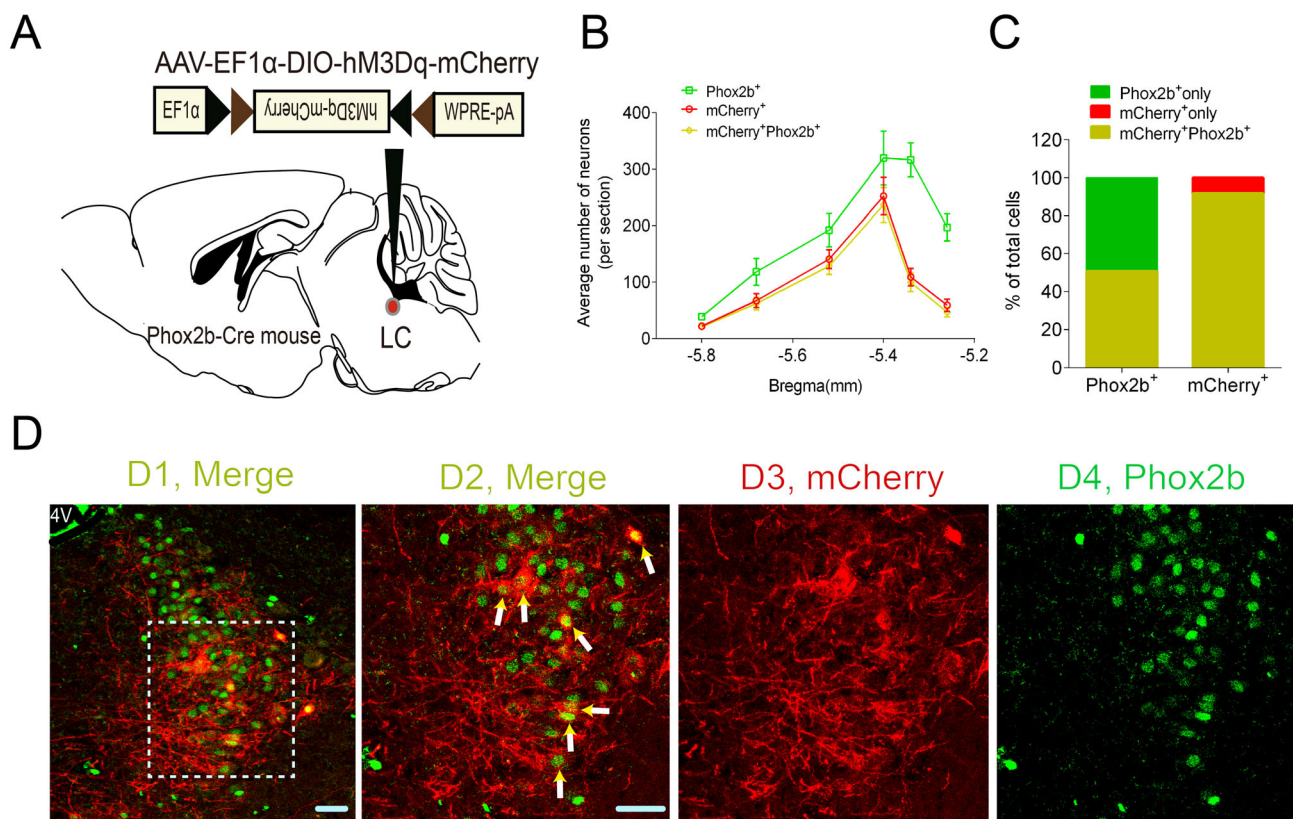 A
AAV-EF1α-DIO-hM3Dq-mCherry
EF1α
hM3Dq-mCherry
WPRE-pA
Phox2b-Cre mouse
LC
B
Phox2b+
mCherry+
mCherry+Phox2b+
400
300
200
100
0
Average number of neurons
(per section)
-5.8
-5.6
-5.4
-5.2
Bregma(mm)
C
Phox2b+only
mCherry+only
mCherry+Phox2b+
120
100
80
60
40
20
0
% of total cells
Phox2b+
mCherry+
D
D1, Merge
D2, Merge
D3, mCherry
D4, Phox2b
4V